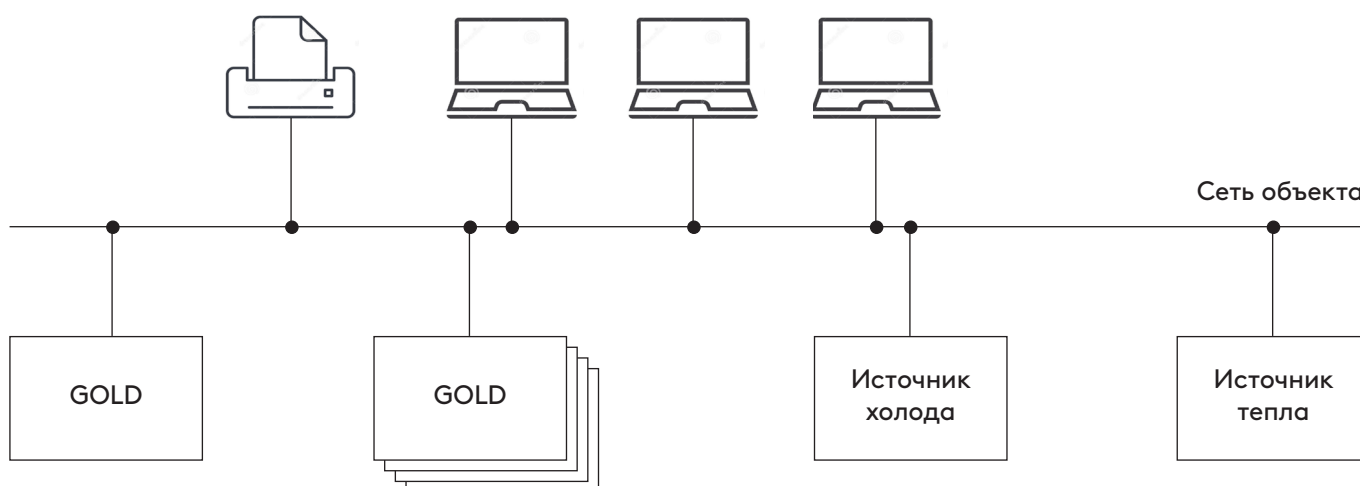 Сеть объекта
GOLD
GOLD
Источник
холода
Источник
тепла